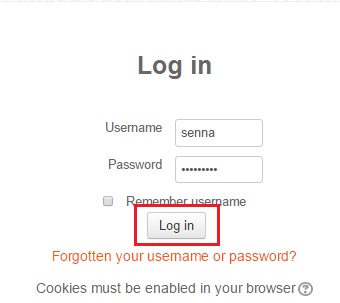 Log in
Username senna
Password •••••••••
Remember username
Log in
Forgotten your username or password?
Cookies must be enabled in your browser ?